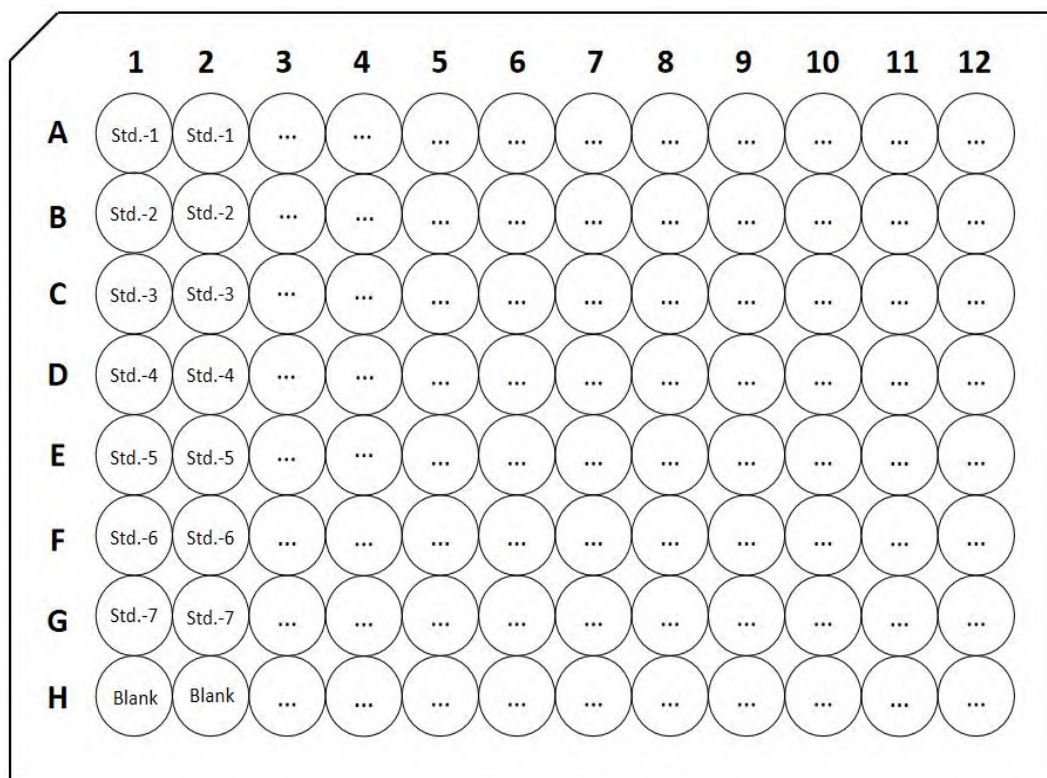 1 2 3 4 5 6 7 8 9 10 11 12
A Std.-1 Std.-1 ... ... ... ... ... ... ... ... ... ...
B Std.-2 Std.-2 ... ... ... ... ... ... ... ... ... ...
C Std.-3 Std.-3 ... ... ... ... ... ... ... ... ... ...
D Std.-4 Std.-4 ... ... ... ... ... ... ... ... ... ...
E Std.-5 Std.-5 ... ... ... ... ... ... ... ... ... ...
F Std.-6 Std.-6 ... ... ... ... ... ... ... ... ... ...
G Std.-7 Std.-7 ... ... ... ... ... ... ... ... ... ...
H Blank Blank ... ... ... ... ... ... ... ... ... ...